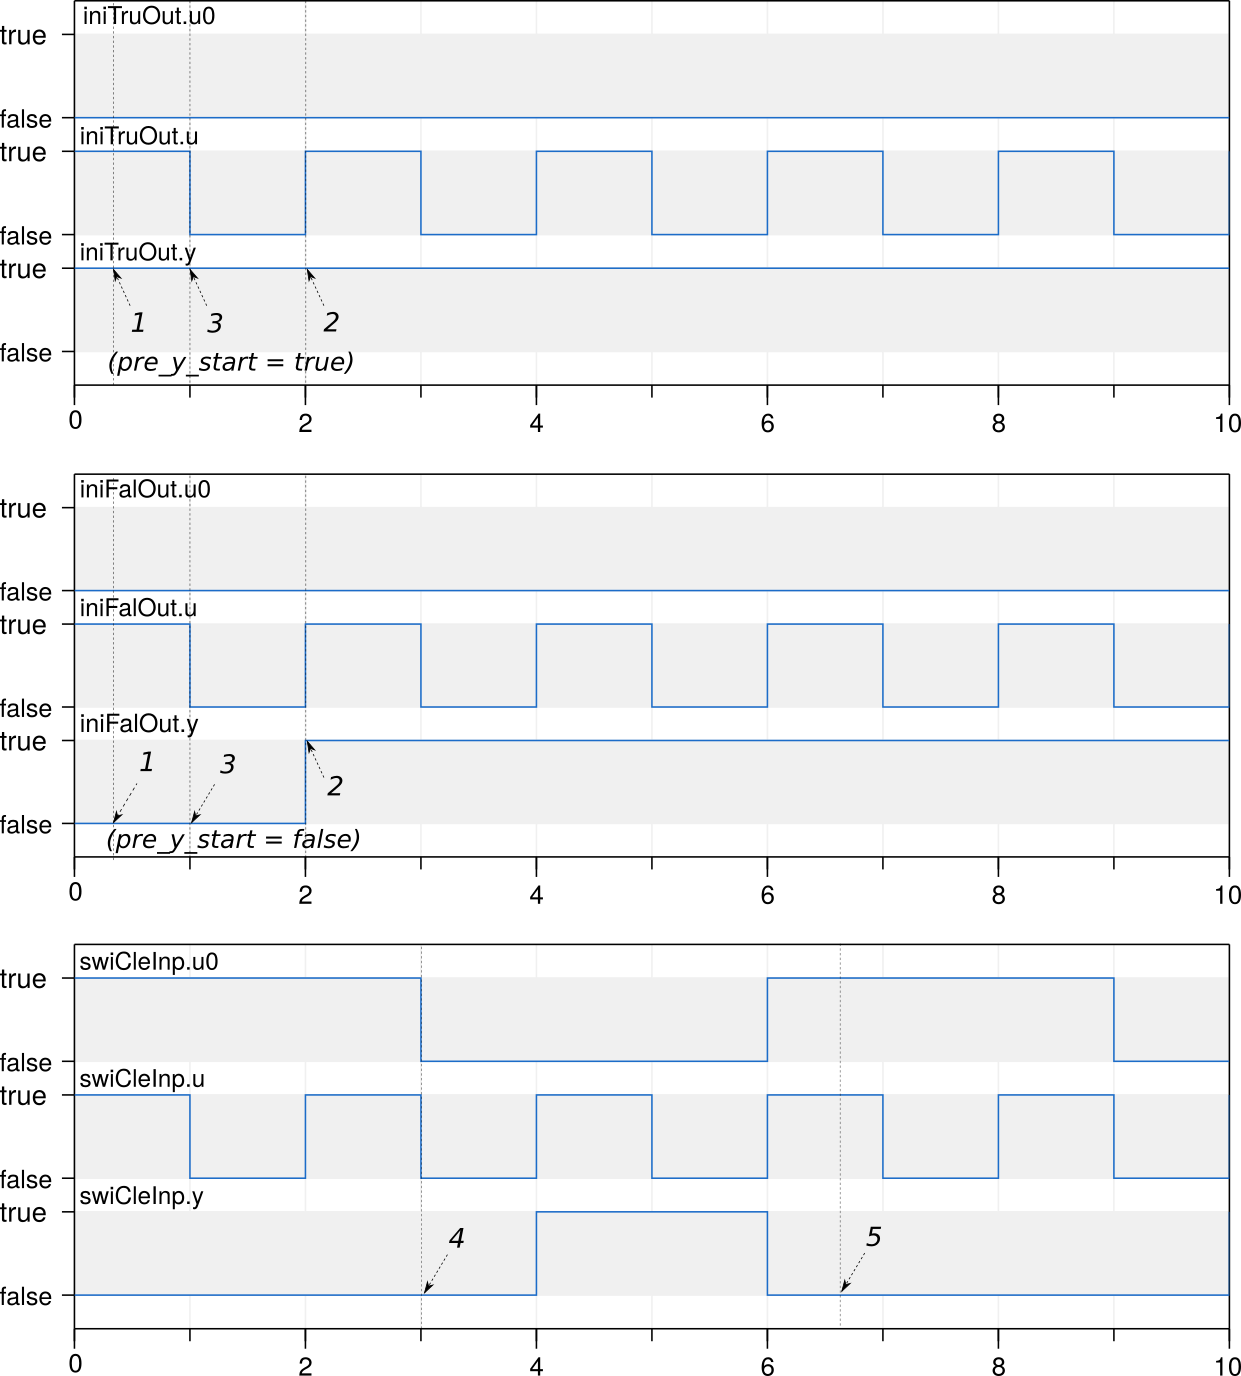 iniTruOut.u0
true
false
iniTruOut.u
true
false
iniTruOut.y
true
1 3 2
false
(pre_y_start = true)
0 2 4 6 8 10
iniFalOut.u0
true
false
iniFalOut.u
true
false
iniFalOut.y
true
1 3
2
false
(pre_y_start = false)
0 2 4 6 8 10
swiCleInp.u0
true
false
swiCleInp.u
true
false
swiCleInp.y
true
4 5
false
0 2 4 6 8 10